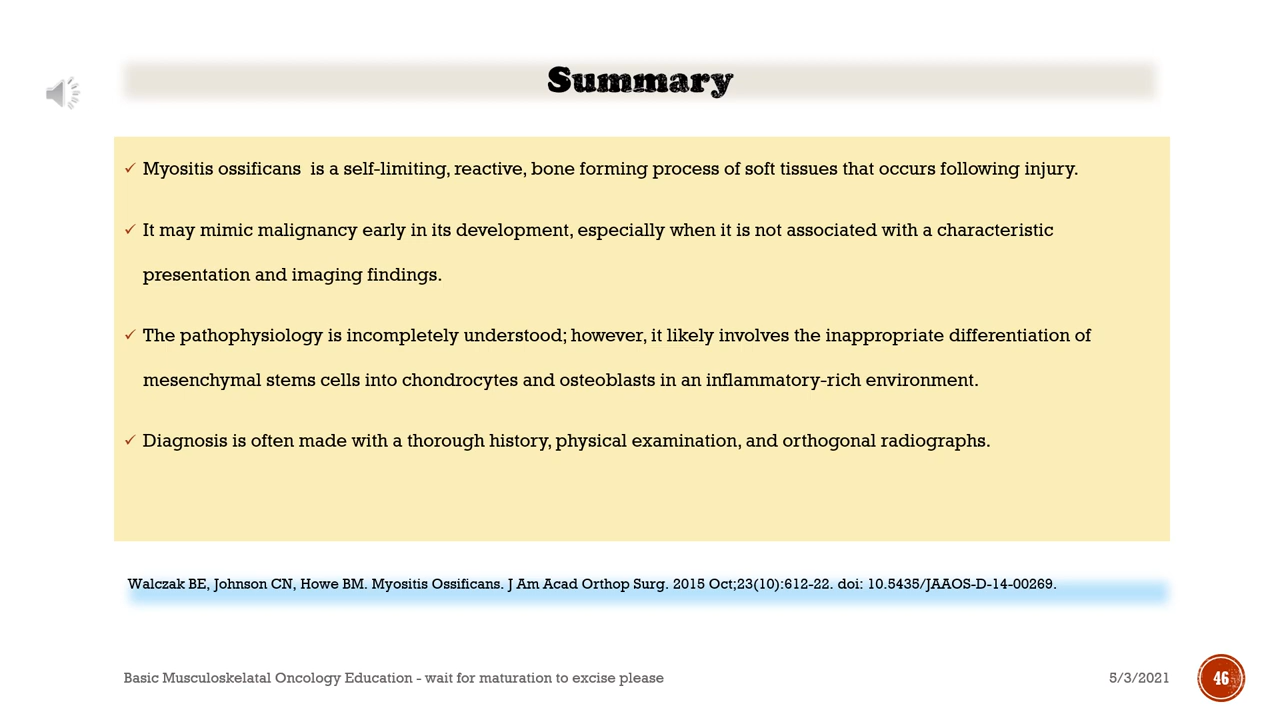 Summary
✓ Myositis ossificans  is a self-limiting, reactive, bone forming process of soft tissues that occurs following injury.
✓ It may mimic malignancy early in its development, especially when it is not associated with a characteristic
presentation and imaging findings.
✓ The pathophysiology is incompletely understood; however, it likely involves the inappropriate differentiation of
mesenchymal stems cells into chondrocytes and osteoblasts in an inflammatory-rich environment.
✓ Diagnosis is often made with a thorough history, physical examination, and orthogonal radiographs.
Walczak BE, Johnson CN, Howe BM. Myositis Ossificans. J Am Acad Orthop Surg. 2015 Oct;23(10):612-22. doi: 10.5435/JAAOS-D-14-00269.
Basic Musculoskelatal Oncology Education - wait for maturation to excise please
5/3/2021
46